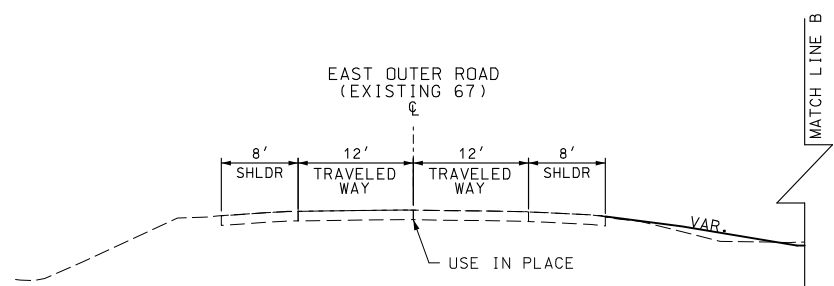 EAST OUTER ROAD
(EXISTING 67)
℄
MATCH LINE B
8' 12' 12' 8'
SHLDR TRAVELED WAY TRAVELED WAY SHLDR
VAR.
USE IN PLACE